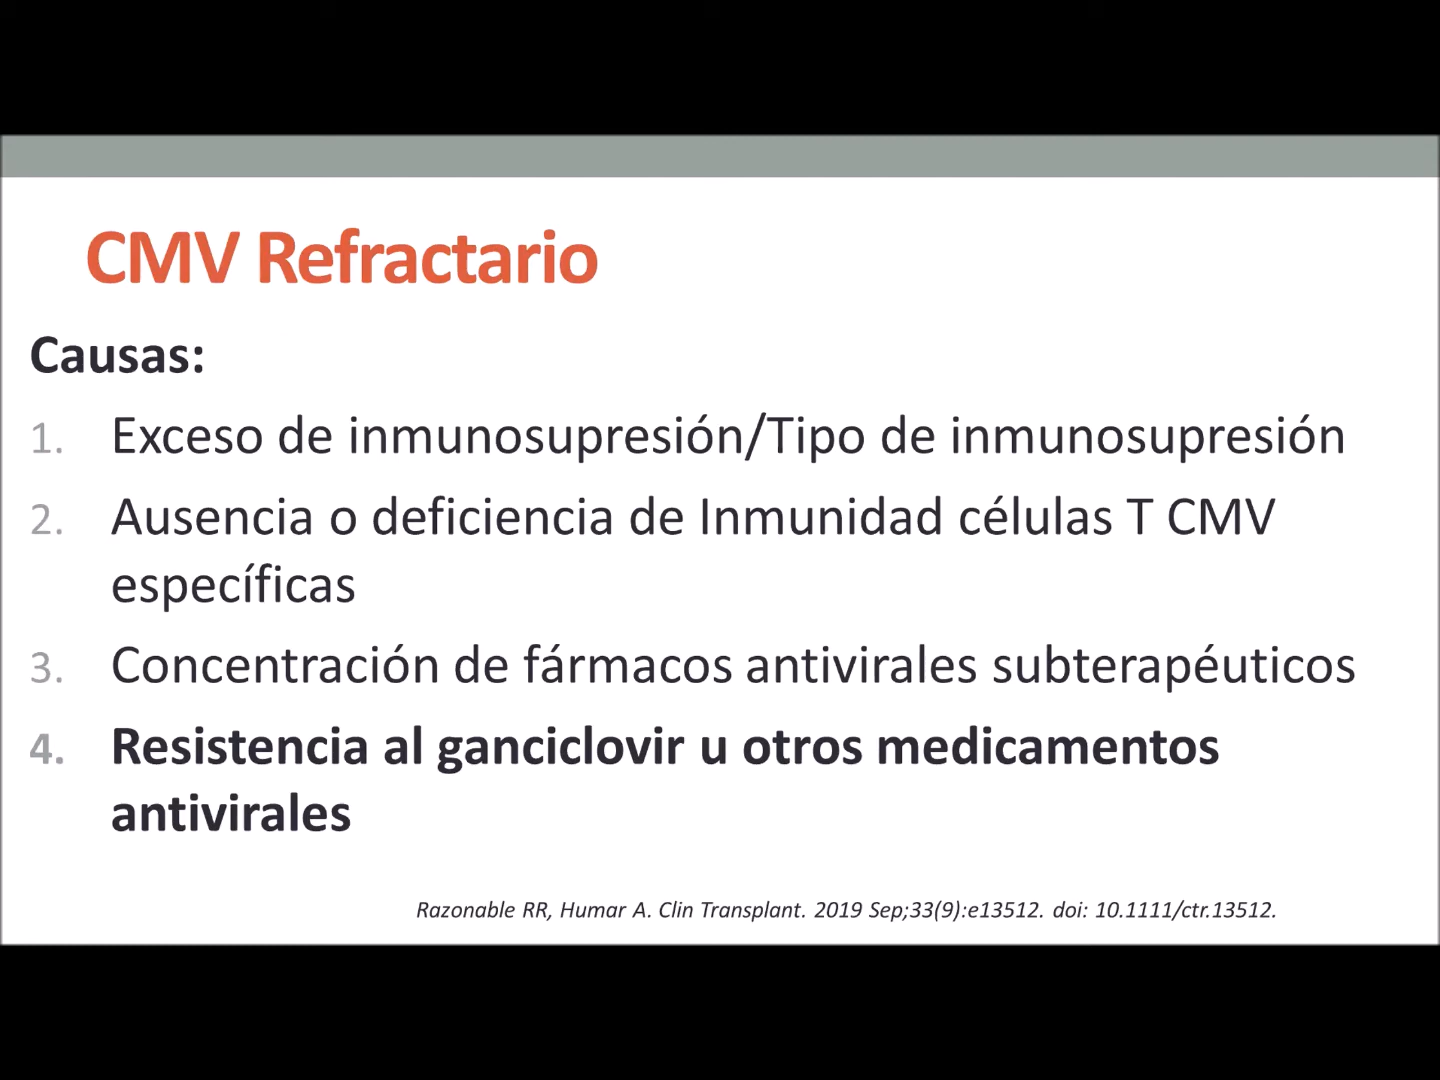 CMV Refractario
Causas:
1. Exceso de inmunosupresión/Tipo de inmunosupresión
2. Ausencia o deficiencia de Inmunidad células T CMV
específicas
3. Concentración de fármacos antivirales subterapéuticos
4. Resistencia al ganciclovir u otros medicamentos
antivirales
Razonable RR, Humar A. Clin Transplant. 2019 Sep;33(9):e13512. doi: 10.1111/ctr.13512.